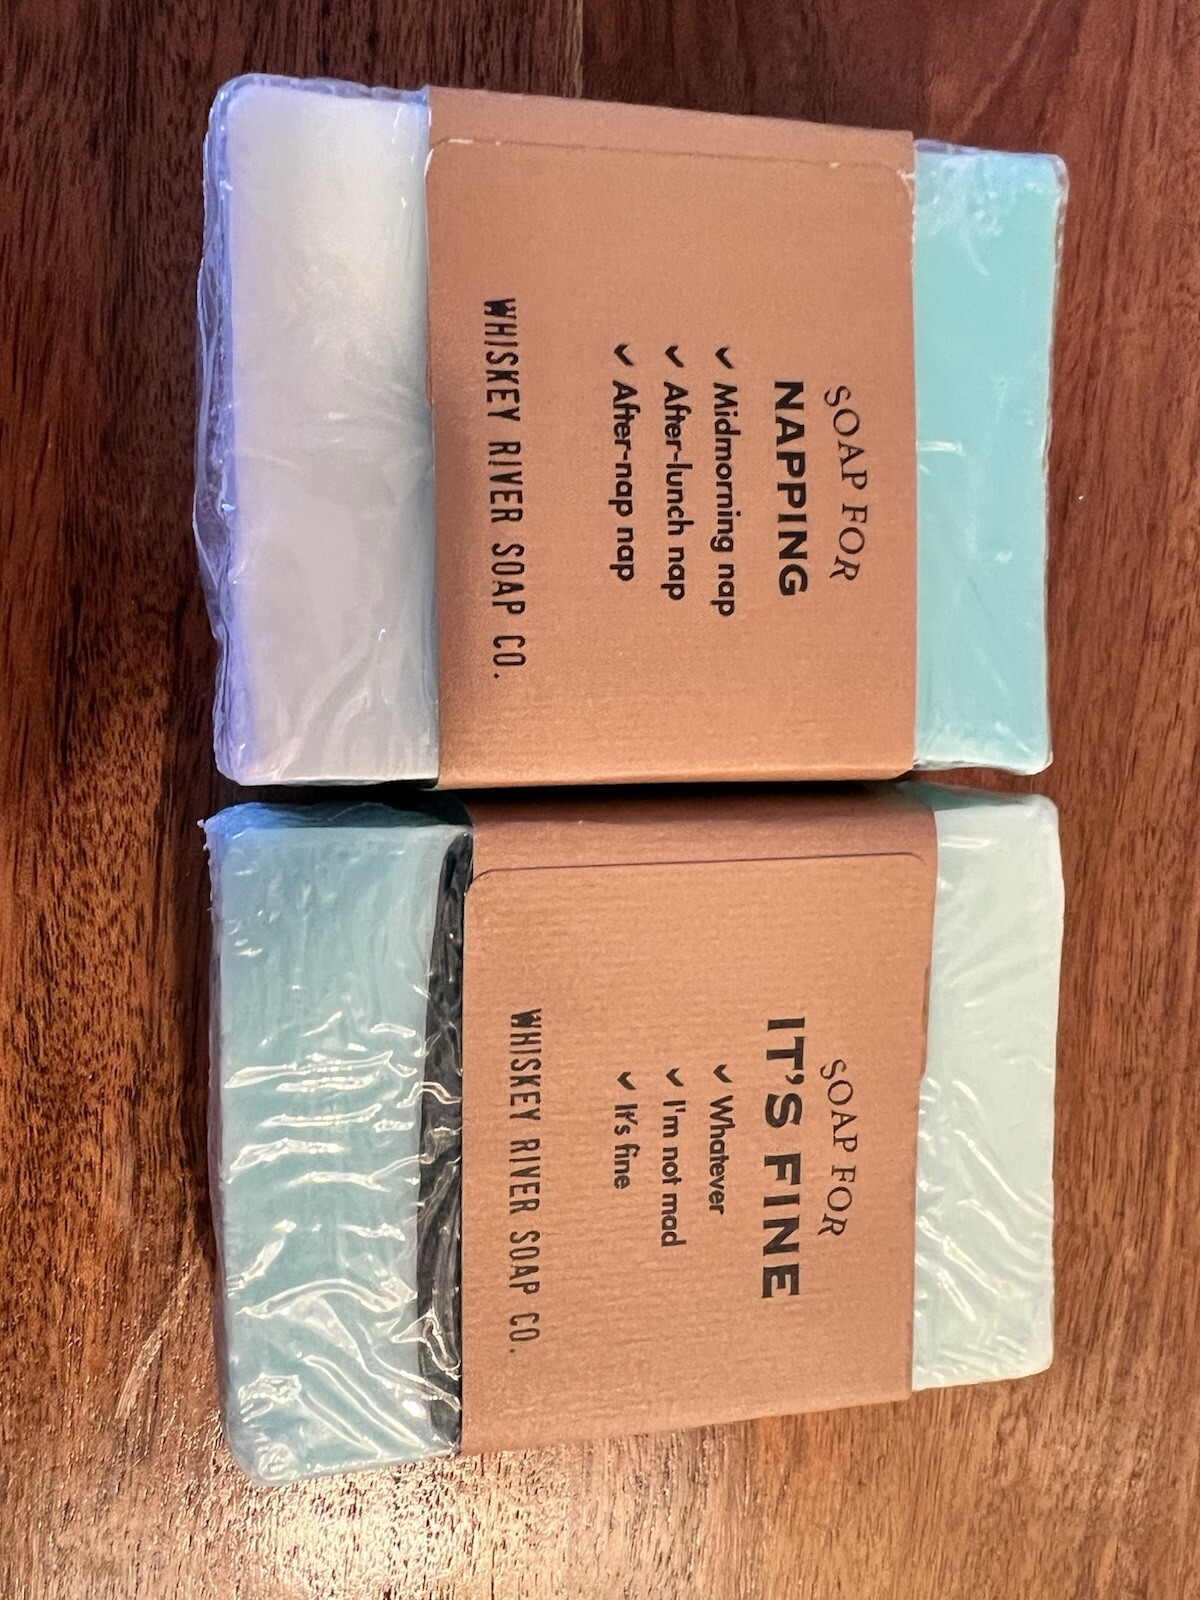 SOAP FOR
NAPPING
✓ Midmorning nap
✓ After-lunch nap
✓ After-nap nap
WHISKEY RIVER SOAP CO.
SOAP FOR
IT'S FINE
✓ Whatever
✓ I'm not mad
✓ It's fine
WHISKEY RIVER SOAP CO.